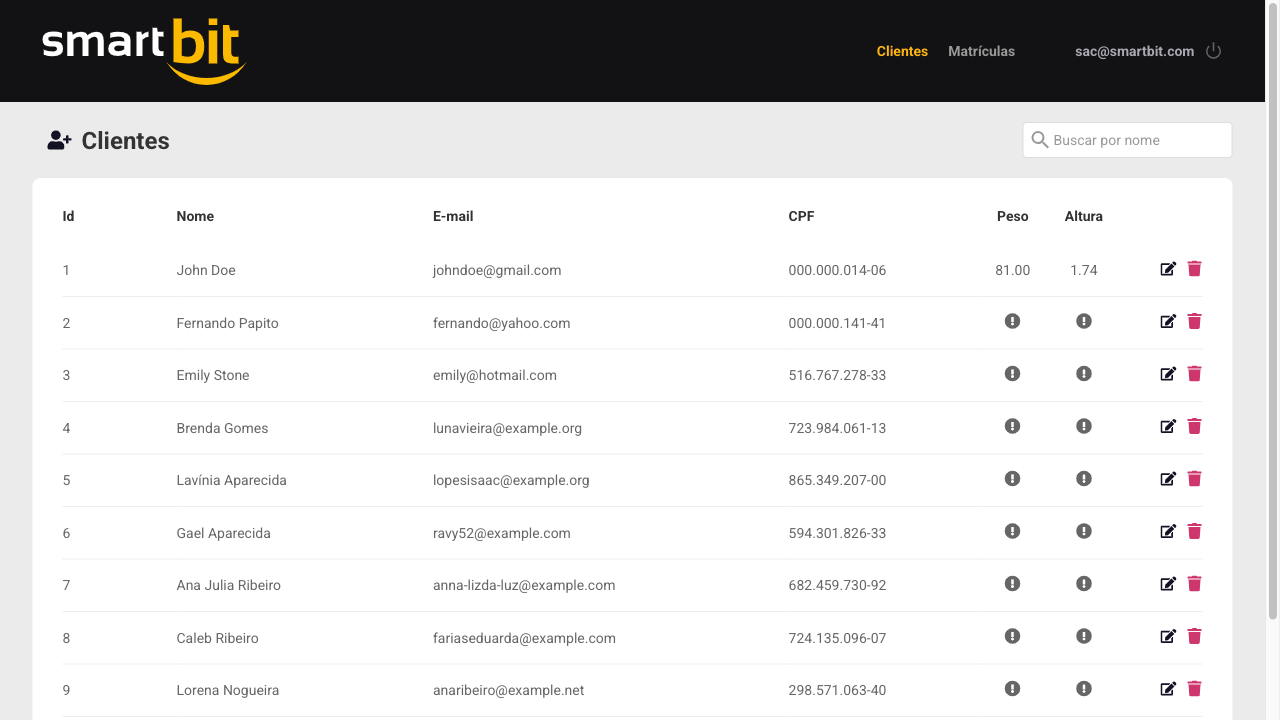 smartbit
Clientes Matrículas sac@smartbit.com
Clientes Buscar por nome
Id Nome E-mail CPF Peso Altura
1 John Doe johndoe@gmail.com 000.000.014-06 81.00 1.74
2 Fernando Papito fernando@yahoo.com 000.000.141-41
3 Emily Stone emily@hotmail.com 516.767.278-33
4 Brenda Gomes lunavieira@example.org 723.984.061-13
5 Lavínia Aparecida lopesisaac@example.org 865.349.207-00
6 Gael Aparecida ravy52@example.com 594.301.826-33
7 Ana Julia Ribeiro anna-lizda-luz@example.com 682.459.730-92
8 Caleb Ribeiro fariaseduarda@example.com 724.135.096-07
9 Lorena Nogueira anaribeiro@example.net 298.571.063-40